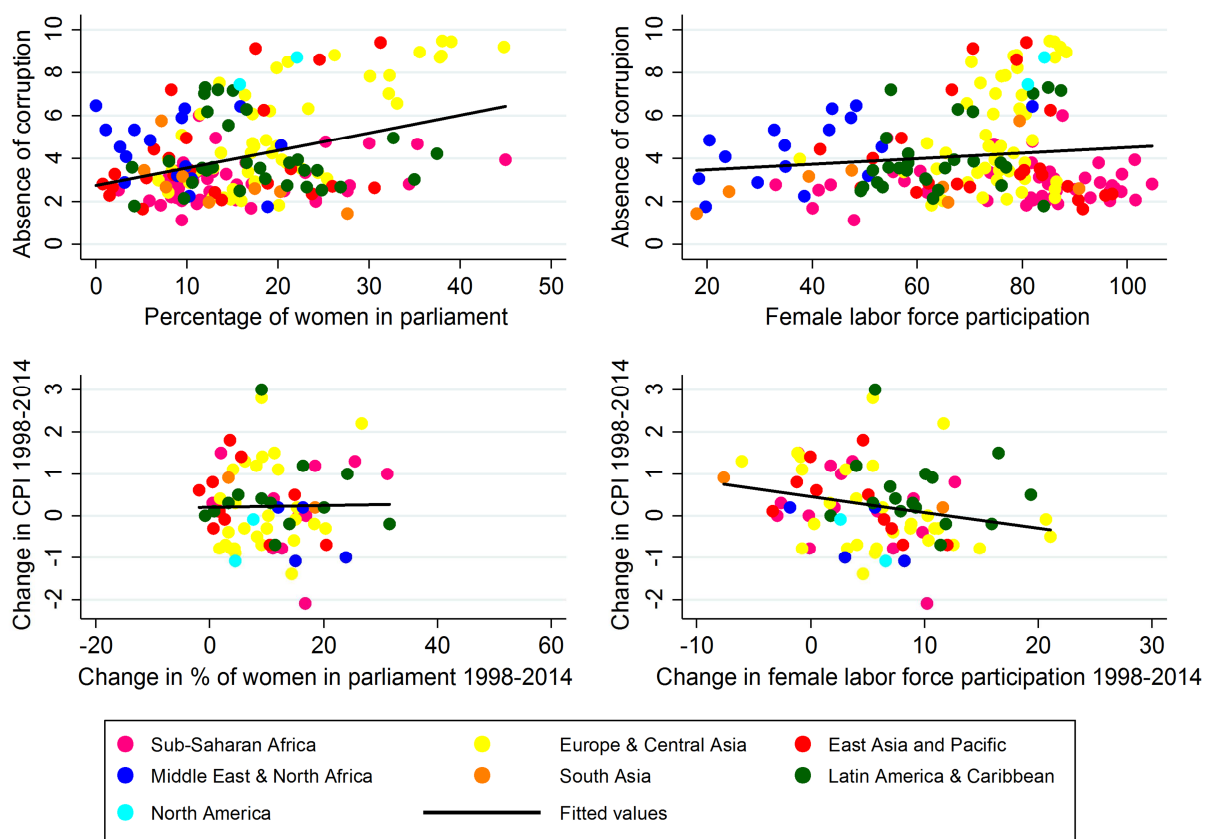 Absence of corruption
10
8
6
4
2
0
0 10 20 30 40 50
Percentage of women in parliament
Absence of corrupion
10
8
6
4
2
0
20 40 60 80 100
Female labor force participation
Change in CPI 1998-2014
3
2
1
0
-1
-2
-20 0 20 40 60
Change in % of women in parliament 1998-2014
Change in CPI 1998-2014
3
2
1
0
-1
-2
-10 0 10 20 30
Change in female labor force participation 1998-2014
Sub-Saharan Africa Europe & Central Asia East Asia and Pacific
Middle East & North Africa South Asia Latin America & Caribbean
North America Fitted values